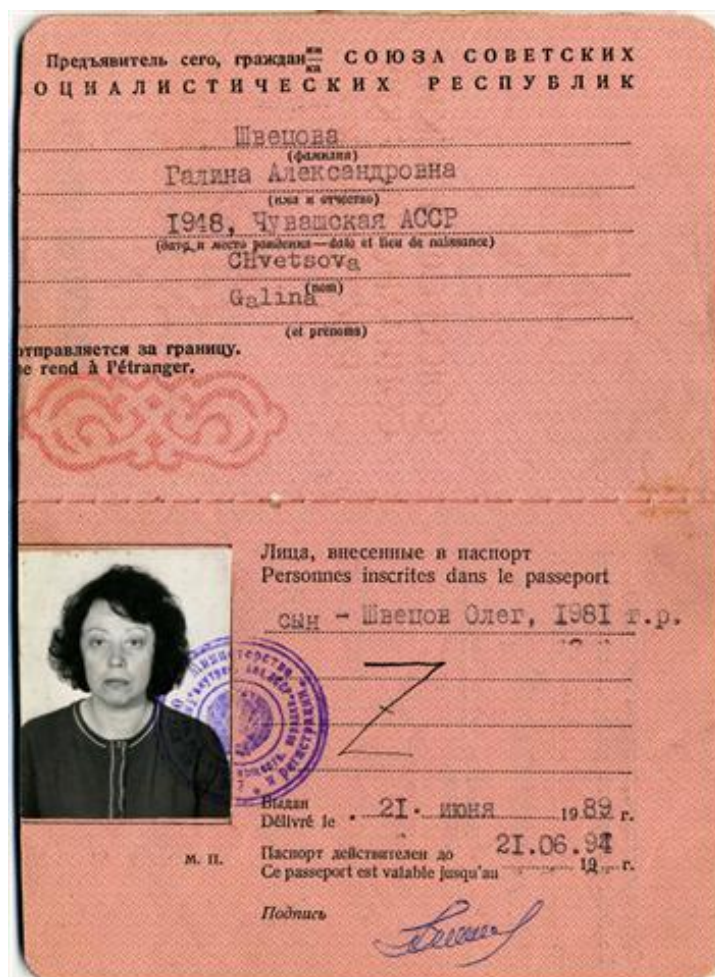 Предъявитель сего, граждан ин ка СОЮЗА СОВЕТСКИХ
ОЦИАЛИСТИЧЕСКИХ РЕСПУБЛИК
Швецова
(фамилия)
Галина Александровна
(имя и отчество)
1948, Чувашская АССР
(дата и место рождения—date et lieu de naissance)
CHvetsova
(nom)
Galina
(et prénoms)
отправляется за границу.
se rend à l'étranger.
Лица, внесенные в паспорт
Personnes inscrites dans le passeport
сын - Швецов Олег, 1981 г.р.
Министерство
Выдан
Délivré le 21. июня 1989 г.
М. П.
Паспорт действителен до 21.06.94
Ce passeport est valable jusqu'au 19 г.
Подпись